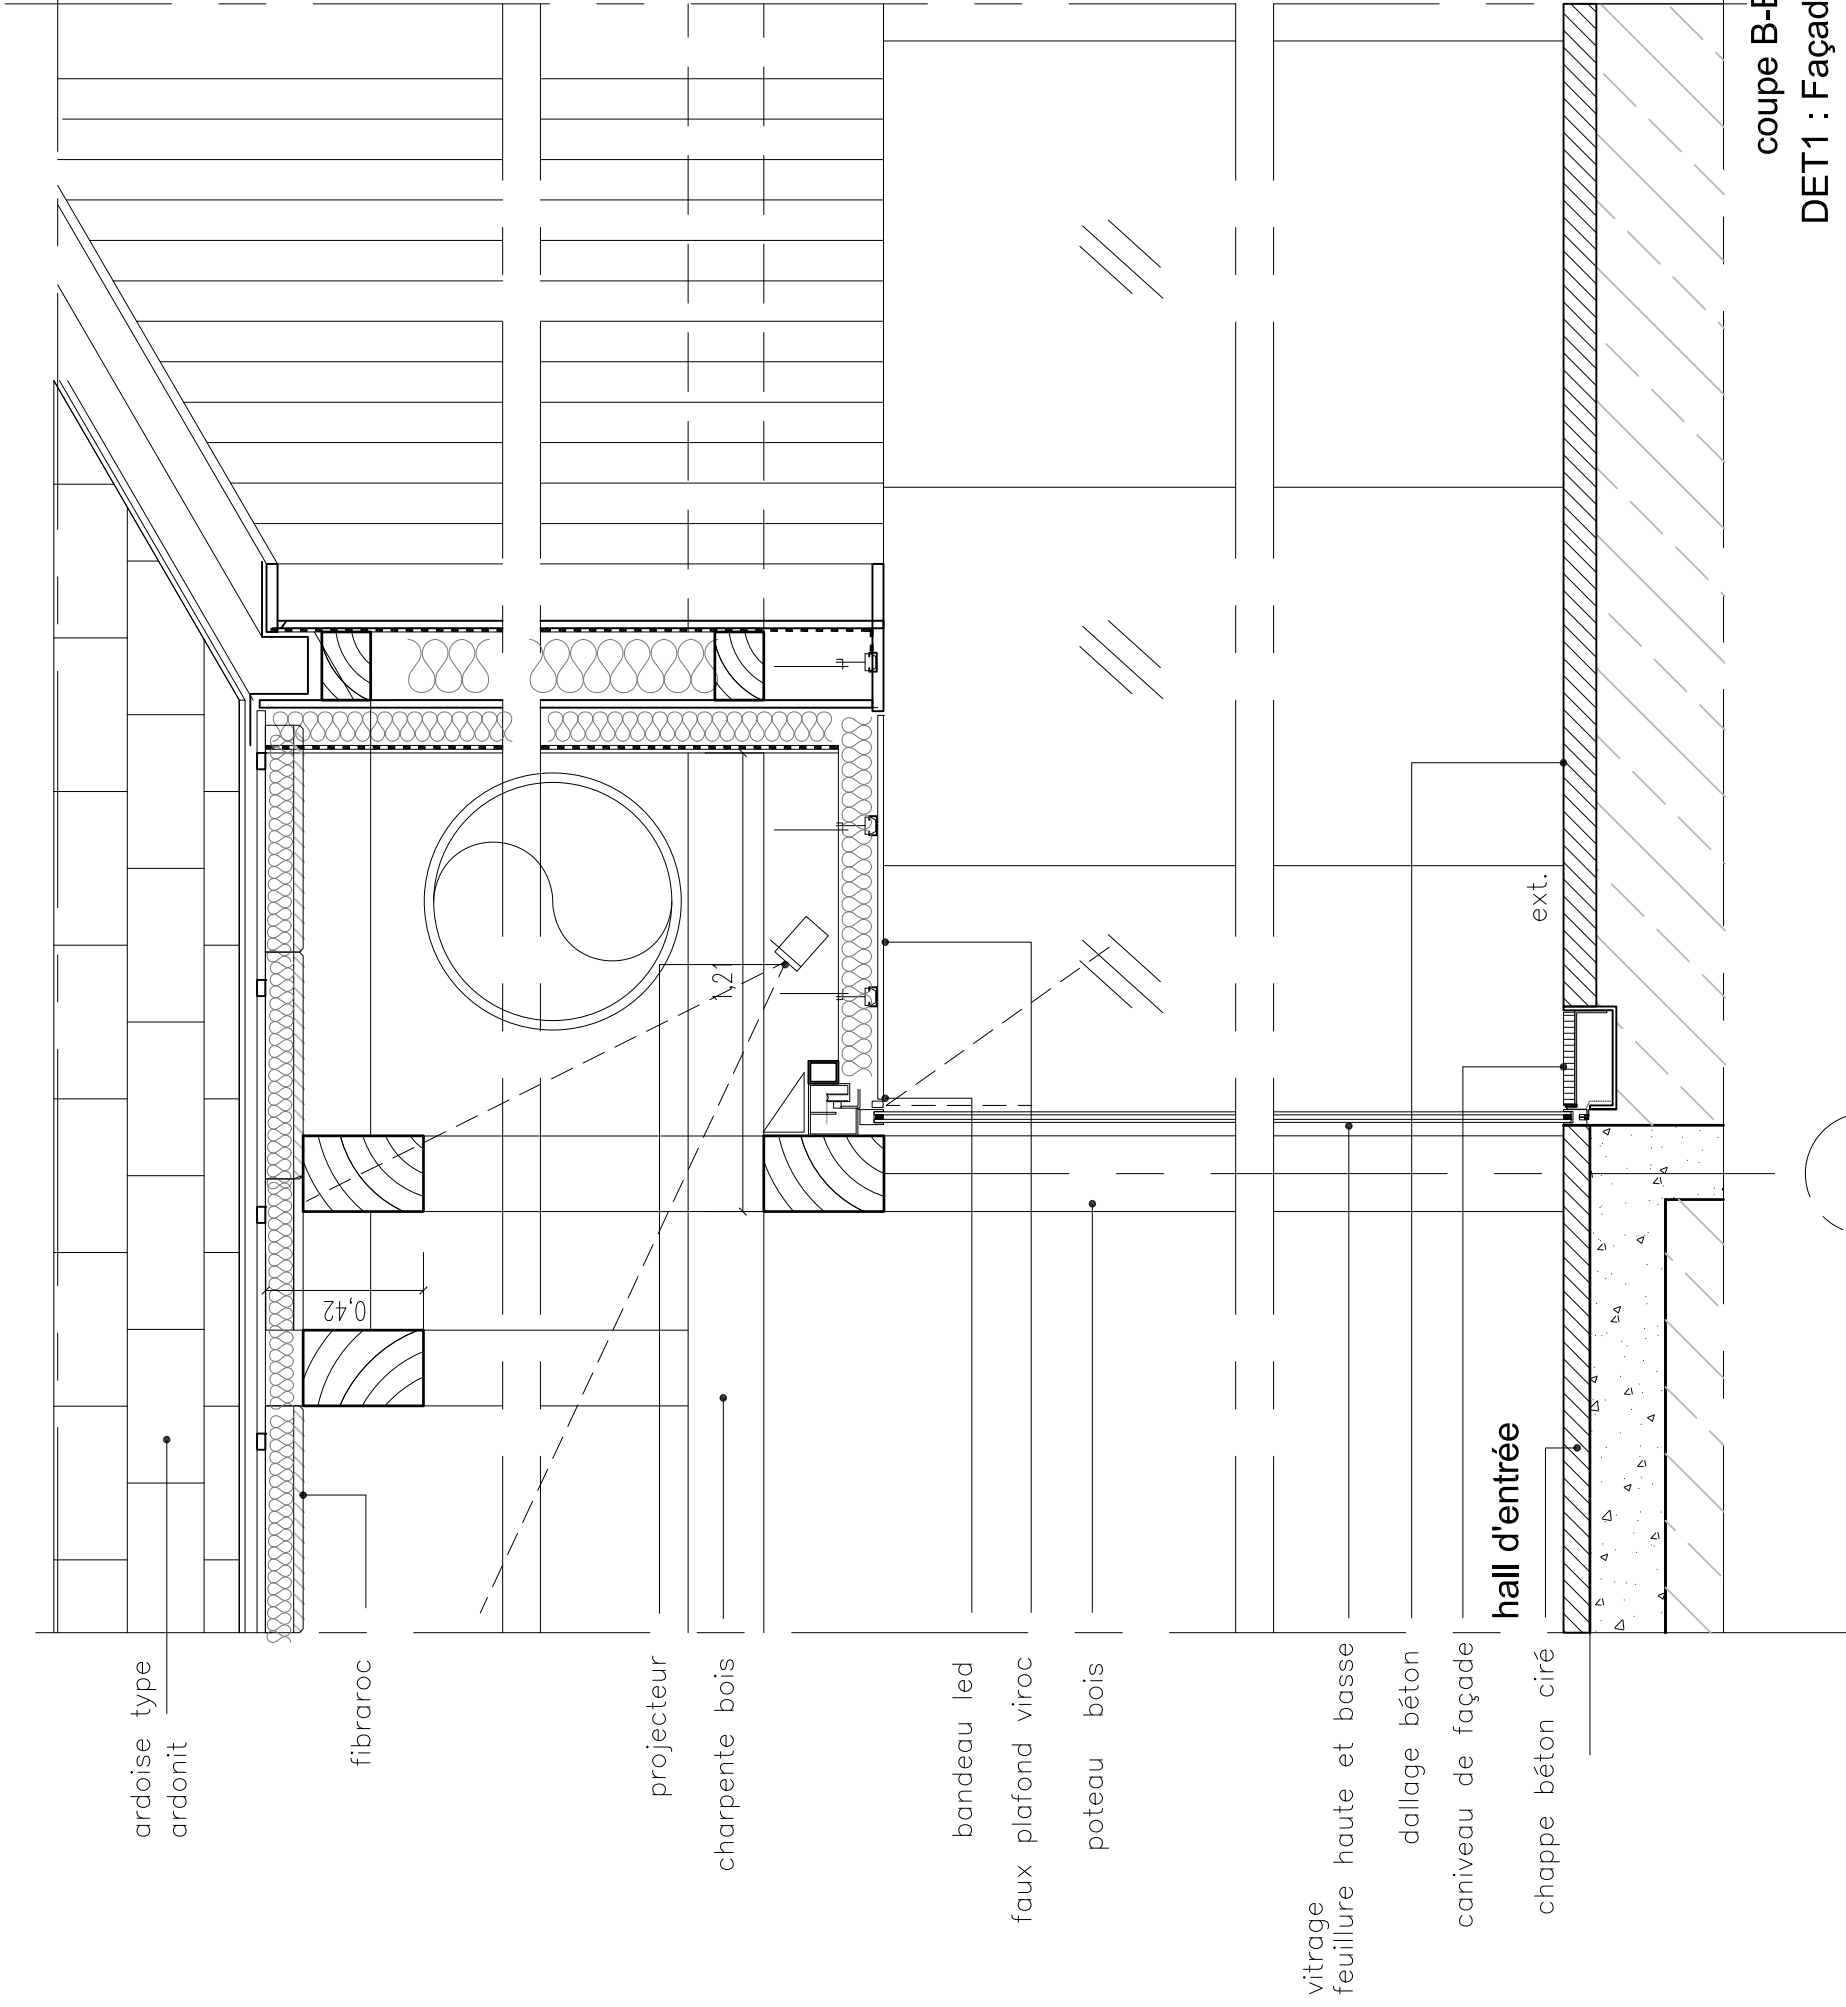 ardoise type
ardonit
fibraroc
projecteur
charpente bois
bandeau led
faux plafond viroc
poteau bois
vitrage
feuillure haute et basse
dallage béton
caniveau de façade
chappe béton ciré
hall d'entrée
ext.
0,42
1,21
coupe B-B
DET1 : Façad